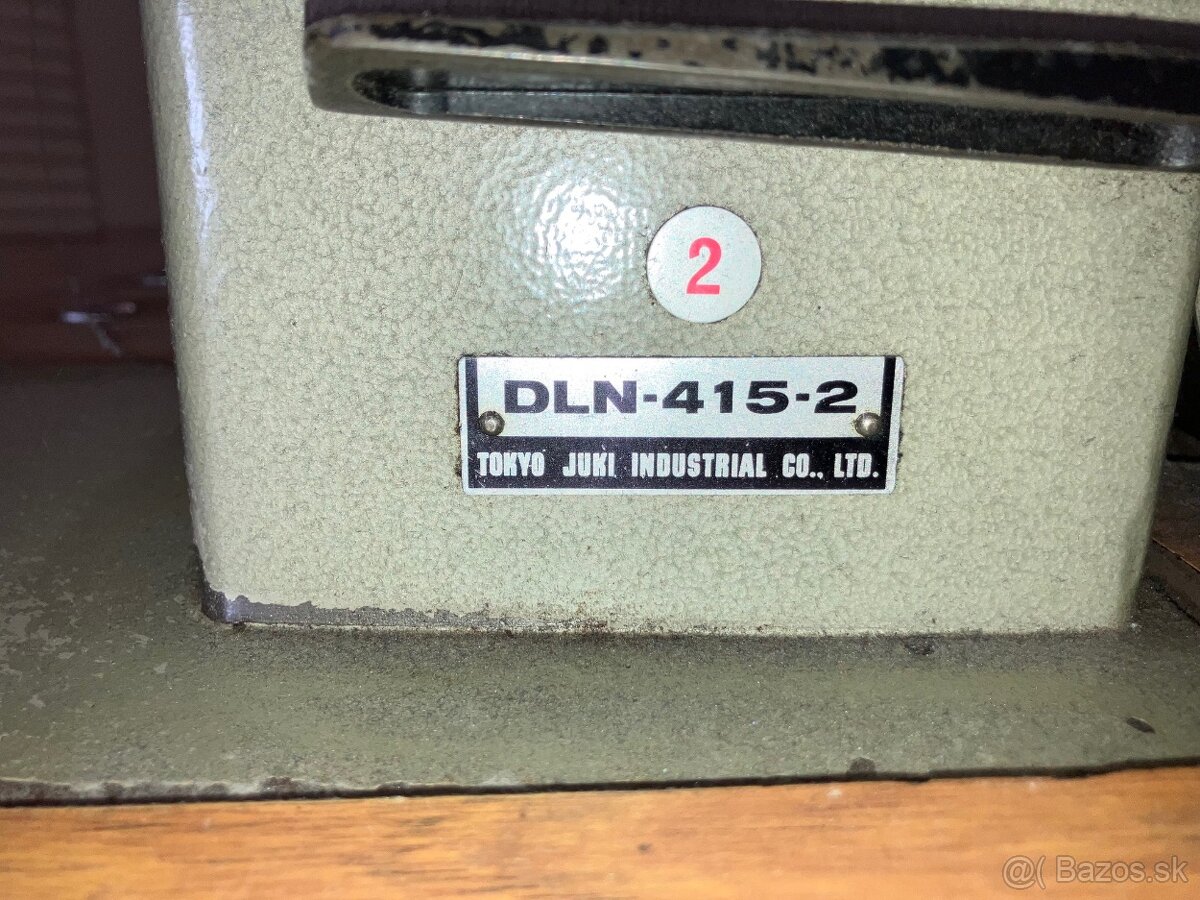 2
DLN-415-2
TOKYO JUKI INDUSTRIAL CO., LTD.
@( Bazos.sk